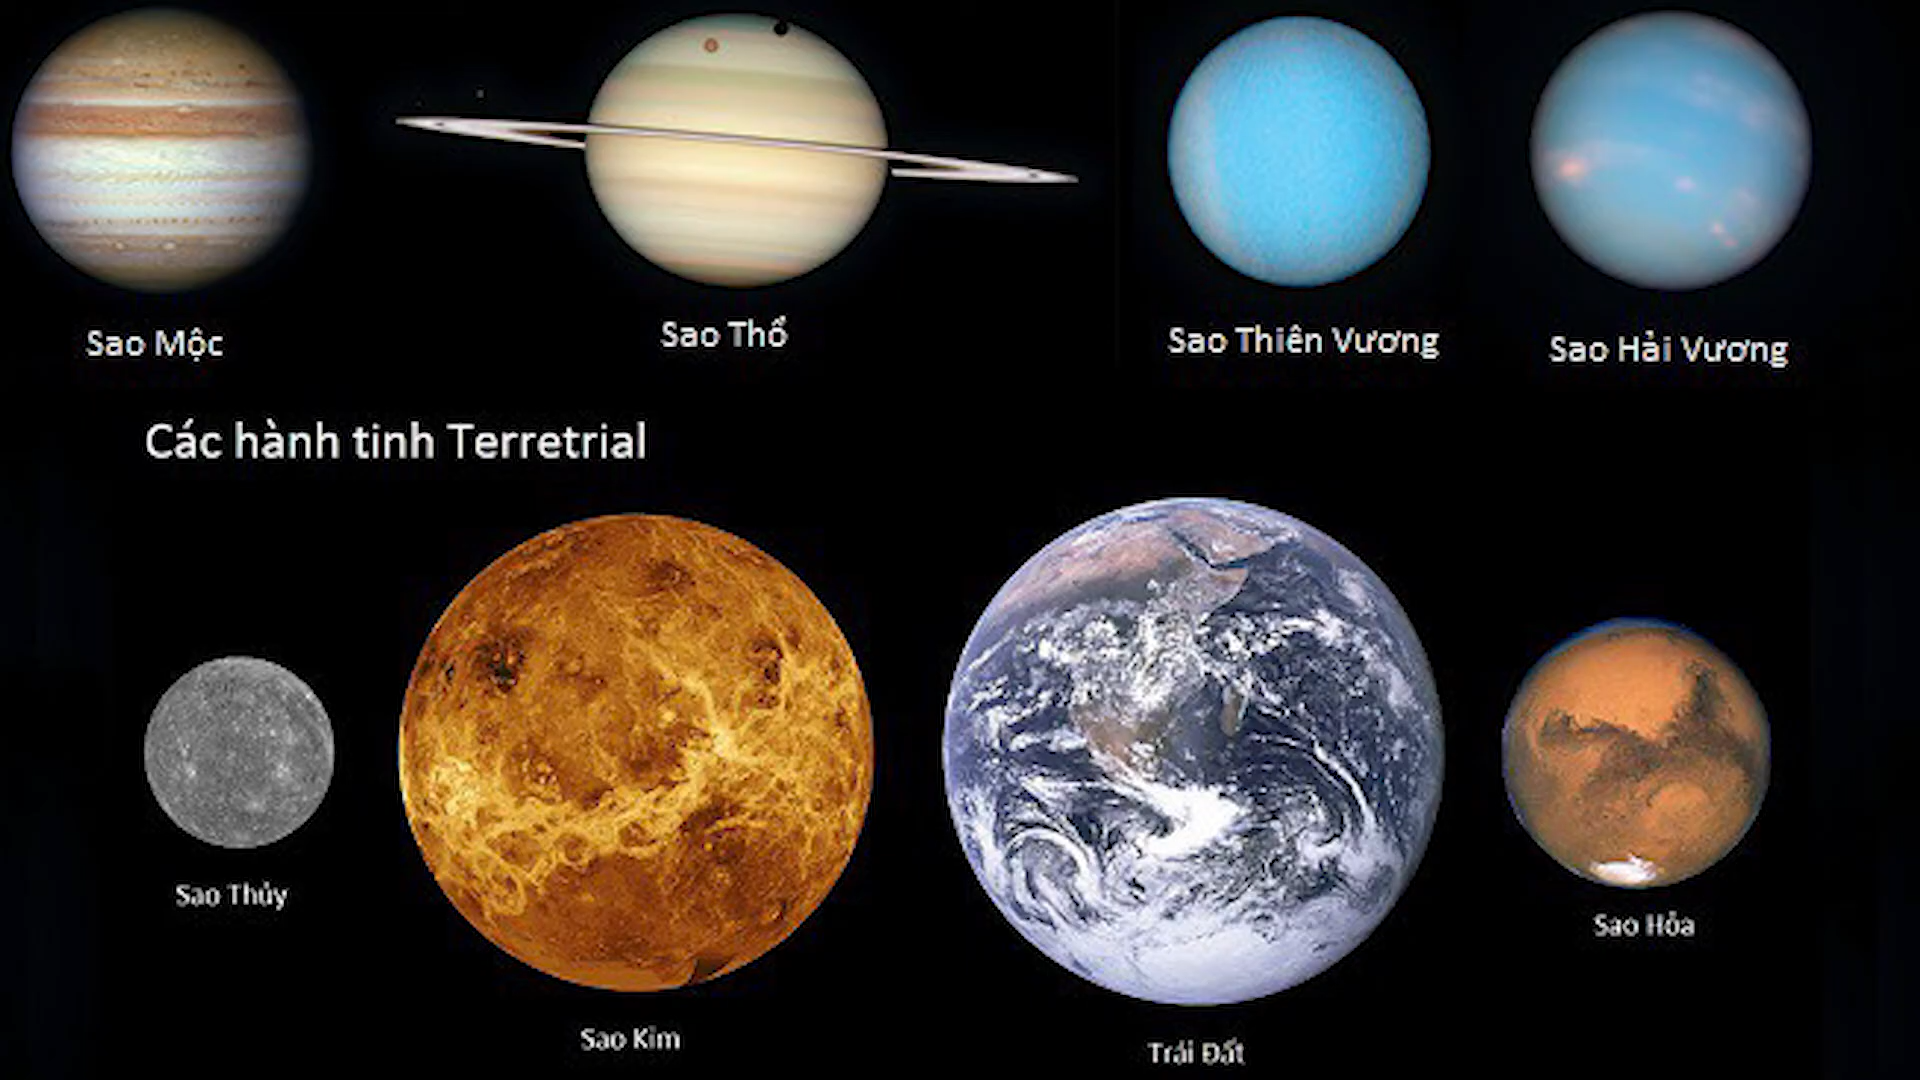 Sao Mộc
Sao Thổ
Sao Thiên Vương
Sao Hải Vương
Các hành tinh Terretrial
Sao Thủy
Sao Kim
Trái Đất
Sao Hỏa